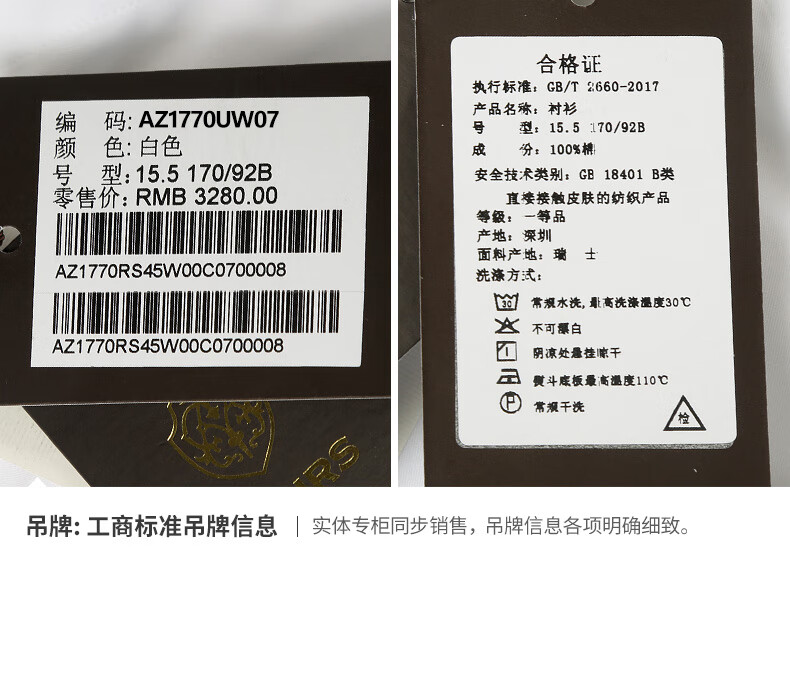 编 码: AZ1770UW07
颜 色: 白色
号 型: 15.5 170/92B
零售价: RMB 3280.00
AZ1770RS45W00C0700008
AZ1770RS45W00C0700008
合格证
执行标准: GB/T 2660-2017
产品名称: 衬衫
号 型: 15.5 170/92B
成 份: 100%棉
安全技术类别: GB 18401 B类
直接接触皮肤的纺织产品
等级: 一等品
产地: 深圳
面料产地: 瑞 士
洗涤方式:
30 常规水洗,最高洗涤温度30℃
不可漂白
阴凉处悬挂晾干
熨斗底板最高温度110℃
P 常规干洗
检
吊牌: 工商标准吊牌信息 | 实体专柜同步销售，吊牌信息各项明确细致。